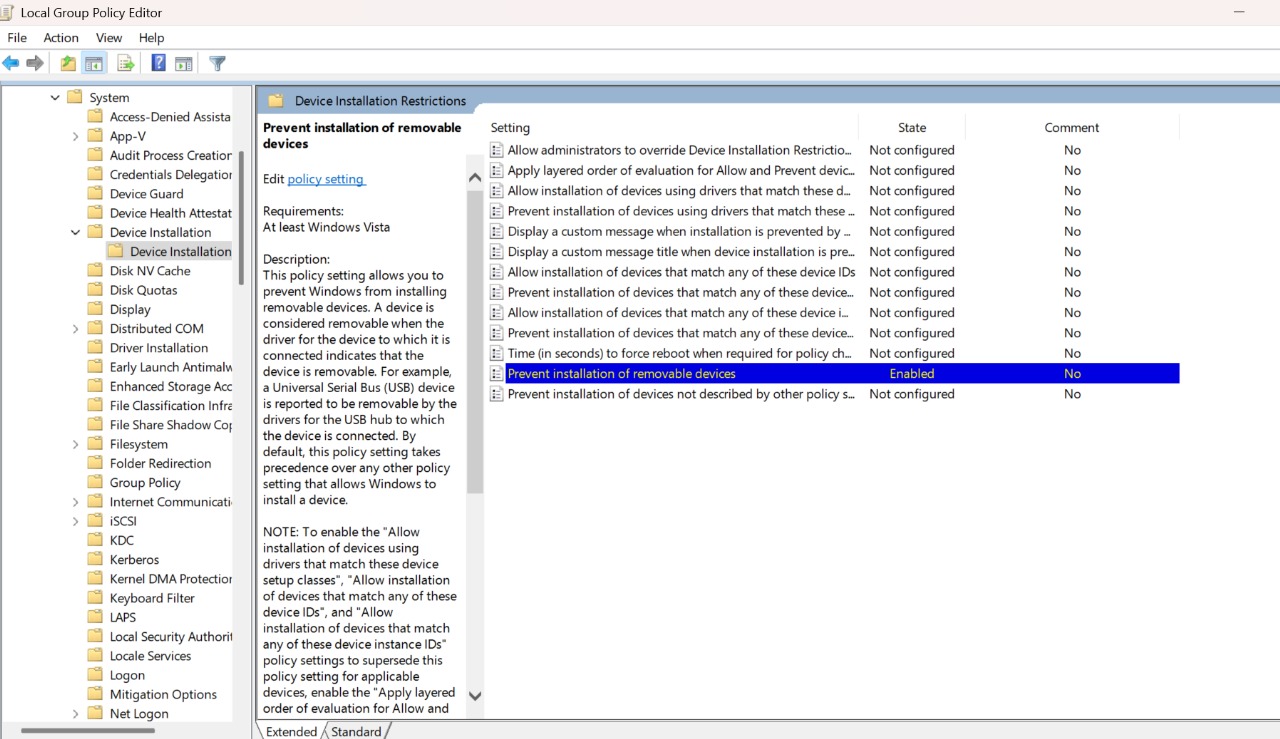 Local Group Policy Editor
File Action View Help
System
Access-Denied Assista
App-V
Audit Process Creation
Credentials Delegation
Device Guard
Device Health Attestat
Device Installation
Device Installation
Disk NV Cache
Disk Quotas
Display
Distributed COM
Driver Installation
Early Launch Antimalw
Enhanced Storage Acc
File Classification Infra
File Share Shadow Cop
Filesystem
Folder Redirection
Group Policy
Internet Communicati
iSCSI
KDC
Kerberos
Kernel DMA Protection
Keyboard Filter
LAPS
Local Security Authorit
Locale Services
Logon
Mitigation Options
Net Logon
Device Installation Restrictions
Prevent installation of removable
devices
Edit policy setting
Requirements:
At least Windows Vista
Description:
This policy setting allows you to
prevent Windows from installing
removable devices. A device is
considered removable when the
driver for the device to which it is
connected indicates that the
device is removable. For example,
a Universal Serial Bus (USB) device
is reported to be removable by the
drivers for the USB hub to which
the device is connected. By
default, this policy setting takes
precedence over any other policy
setting that allows Windows to
install a device.
NOTE: To enable the "Allow
installation of devices using
drivers that match these device
setup classes", "Allow installation
of devices that match any of these
device IDs", and "Allow
installation of devices that match
any of these device instance IDs"
policy settings to supersede this
policy setting for applicable
devices, enable the "Apply layered
order of evaluation for Allow and
Setting State Comment
Allow administrators to override Device Installation Restrictio... Not configured No
Apply layered order of evaluation for Allow and Prevent devic... Not configured No
Allow installation of devices using drivers that match these d... Not configured No
Prevent installation of devices using drivers that match these ... Not configured No
Display a custom message when installation is prevented by ... Not configured No
Display a custom message title when device installation is pre... Not configured No
Allow installation of devices that match any of these device IDs Not configured No
Prevent installation of devices that match any of these device... Not configured No
Allow installation of devices that match any of these device i... Not configured No
Prevent installation of devices that match any of these device... Not configured No
Time (in seconds) to force reboot when required for policy ch... Not configured No
Prevent installation of removable devices Enabled No
Prevent installation of devices not described by other policy s... Not configured No
Extended Standard